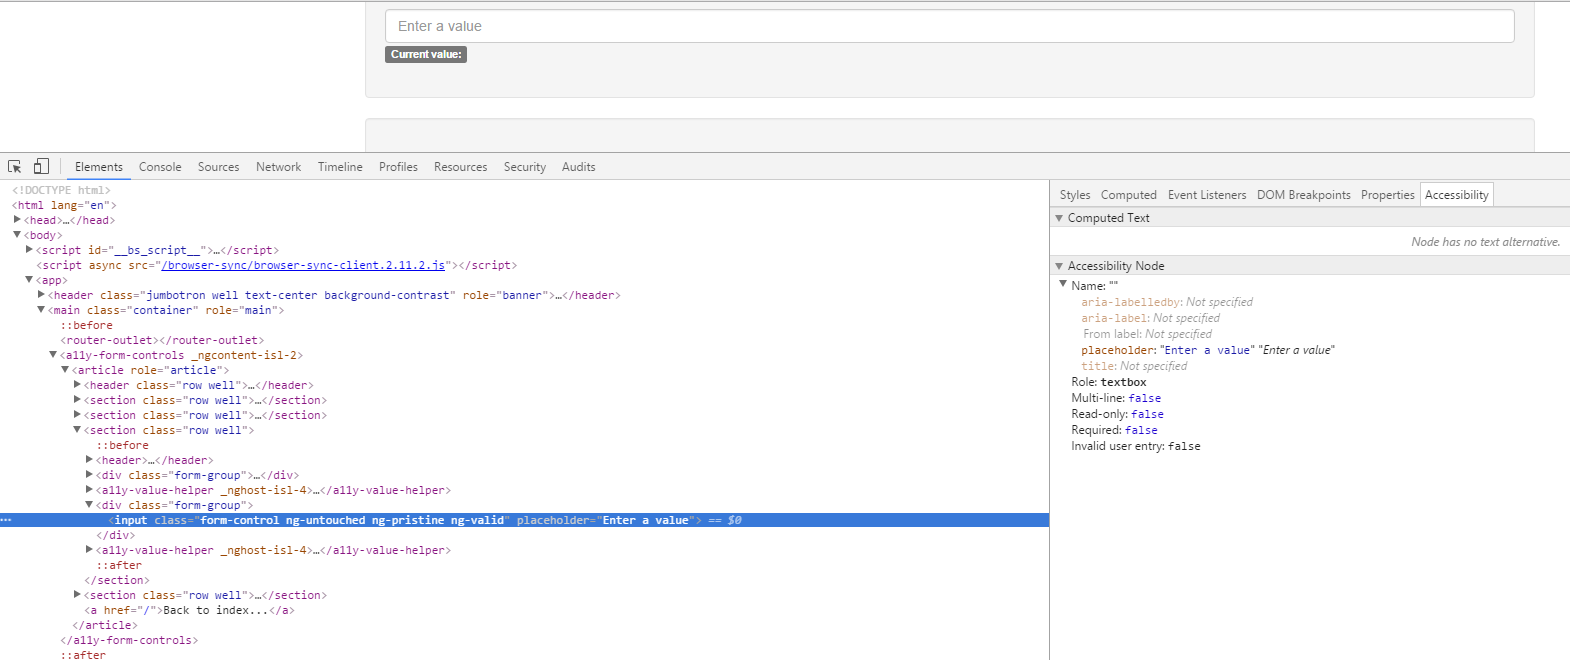 Enter a value
Current value:
Elements Console Sources Network Timeline Profiles Resources Security Audits
<!DOCTYPE html>
<html lang="en">
<head>…</head>
<body>
<script id="__bs_script__">…</script>
<script async src="/browser-sync/browser-sync-client.2.11.2.js"></script>
<app>
<header class="jumbotron well text-center background-contrast" role="banner">…</header>
<main class="container" role="main">
::before
<router-outlet></router-outlet>
<a11y-form-controls _ngcontent-isl-2>
<article role="article">
<header class="row well">…</header>
<section class="row well">…</section>
<section class="row well">…</section>
<section class="row well">
::before
<header>…</header>
<div class="form-group">…</div>
<a11y-value-helper _nghost-isl-4>…</a11y-value-helper>
<div class="form-group">
<input class="form-control ng-untouched ng-pristine ng-valid" placeholder="Enter a value"> == $0
</div>
<a11y-value-helper _nghost-isl-4>…</a11y-value-helper>
::after
</section>
<section class="row well">…</section>
<a href="/">Back to index...</a>
</article>
</a11y-form-controls>
::after
Styles Computed Event Listeners DOM Breakpoints Properties Accessibility
Computed Text
Node has no text alternative.
Accessibility Node
Name: ""
aria-labelledby: Not specified
aria-label: Not specified
From label: Not specified
placeholder: "Enter a value" "Enter a value"
title: Not specified
Role: textbox
Multi-line: false
Read-only: false
Required: false
Invalid user entry: false